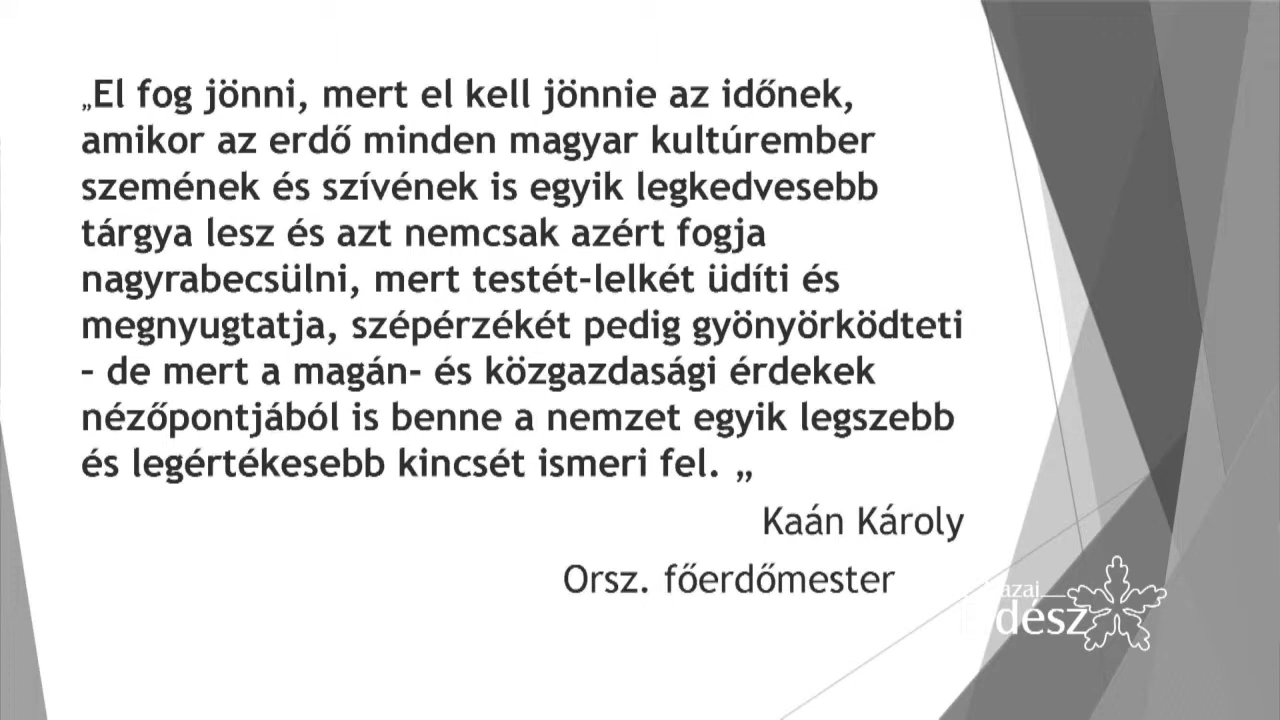 „El fog jönni, mert el kell jönnie az időnek,
amikor az erdő minden magyar kultúrember
szemének és szívének is egyik legkedvesebb
tárgya lesz és azt nemcsak azért fogja
nagyrabecsülni, mert testét-lelkét üdíti és
megnyugtatja, szépérzékét pedig gyönyörködteti
– de mert a magán- és közgazdasági érdekek
nézőpontjából is benne a nemzet egyik legszebb
és legértékesebb kincsét ismeri fel. „
Kaán Károly
Orsz. főerdőmester